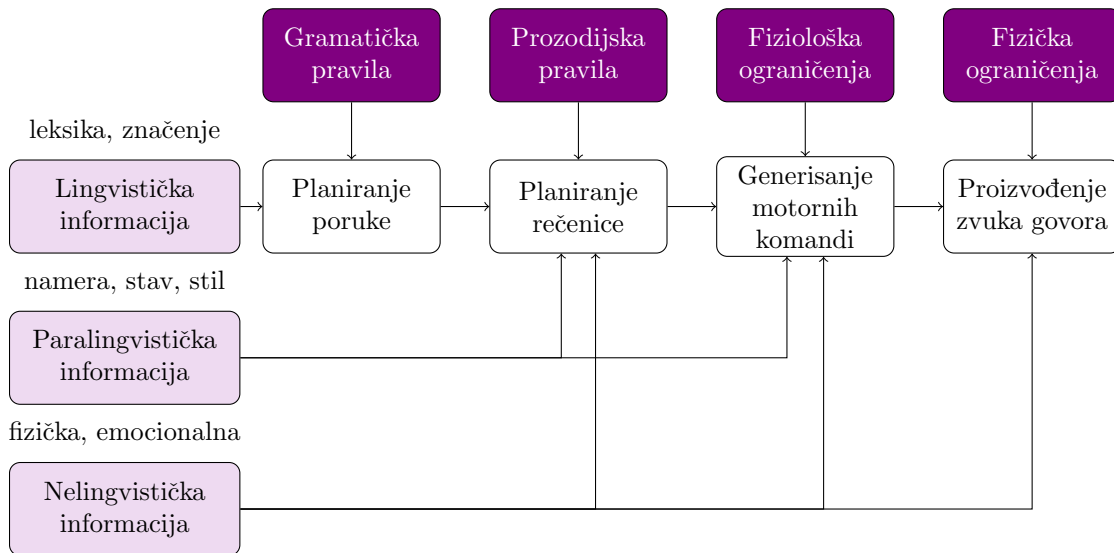 Gramatička
pravila
Prozodijska
pravila
Fiziološka
ograničenja
Fizička
ograničenja
leksika, značenje
Lingvistička
informacija
Planiranje
poruke
Planiranje
rečenice
Generisanje
motornih
komandi
Proizvođenje
zvuka govora
namera, stav, stil
Paralingvistička
informacija
fizička, emocionalna
Nelingvistička
informacija